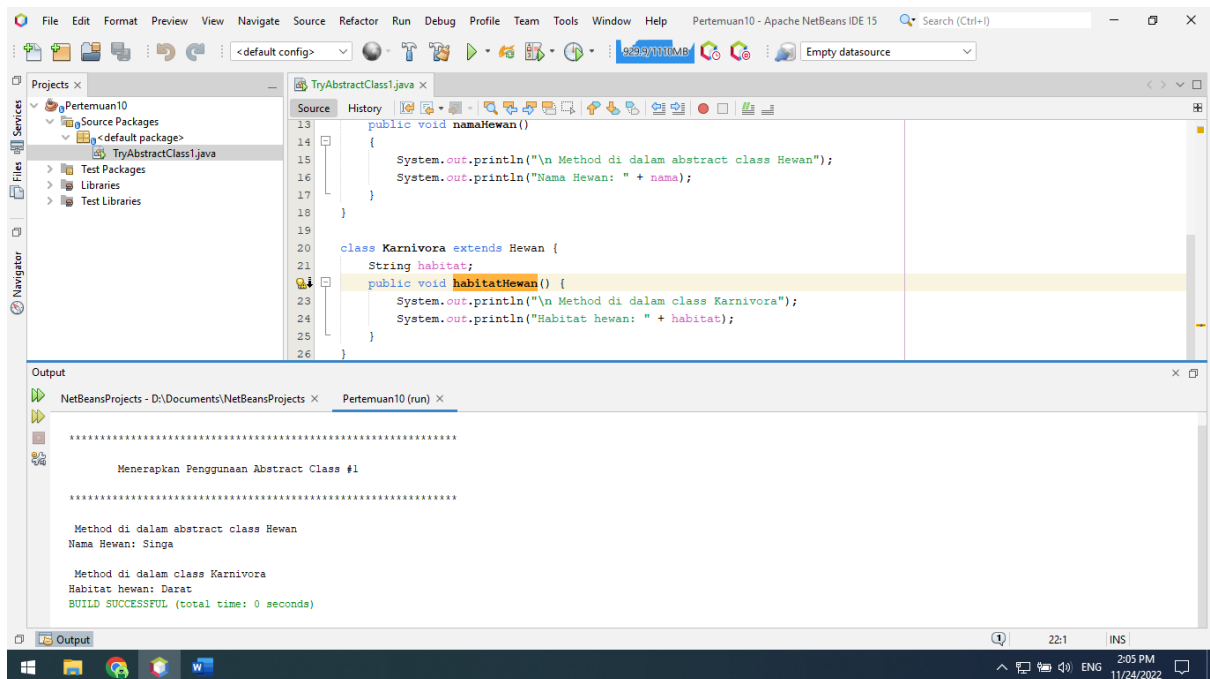 File Edit Format Preview View Navigate Source Refactor Run Debug Profile Team Tools Window Help Pertemuan10 - Apache NetBeans IDE 15 Search (Ctrl+I)
<default config> 929.9/1110MB Empty datasource
Projects
TryAbstractClass1.java
Services
Files
Navigator
Pertemuan10
Source Packages
<default package>
TryAbstractClass1.java
Test Packages
Libraries
Test Libraries
Source History
13 public void namaHewan()
14 {
15 System.out.println("\n Method di dalam abstract class Hewan");
16 System.out.println("Nama Hewan: " + nama);
17 }
18 }
19
20 class Karnivora extends Hewan {
21 String habitat;
public void habitatHewan() {
23 System.out.println("\n Method di dalam class Karnivora");
24 System.out.println("Habitat hewan: " + habitat);
25 }
26 }
Output
NetBeansProjects - D:\Documents\NetBeansProjects Pertemuan10 (run)
****************************************************************
Menerapkan Penggunaan Abstract Class #1
****************************************************************
Method di dalam abstract class Hewan
Nama Hewan: Singa
Method di dalam class Karnivora
Habitat hewan: Darat
BUILD SUCCESSFUL (total time: 0 seconds)
Output 1 22:1 INS
ENG 2:05 PM
11/24/2022